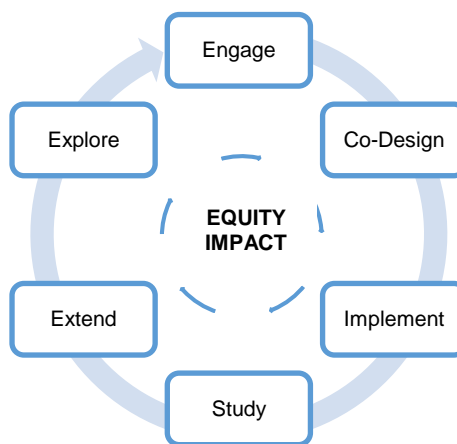 Engage
Explore
Co-Design
EQUITY
IMPACT
Extend
Implement
Study